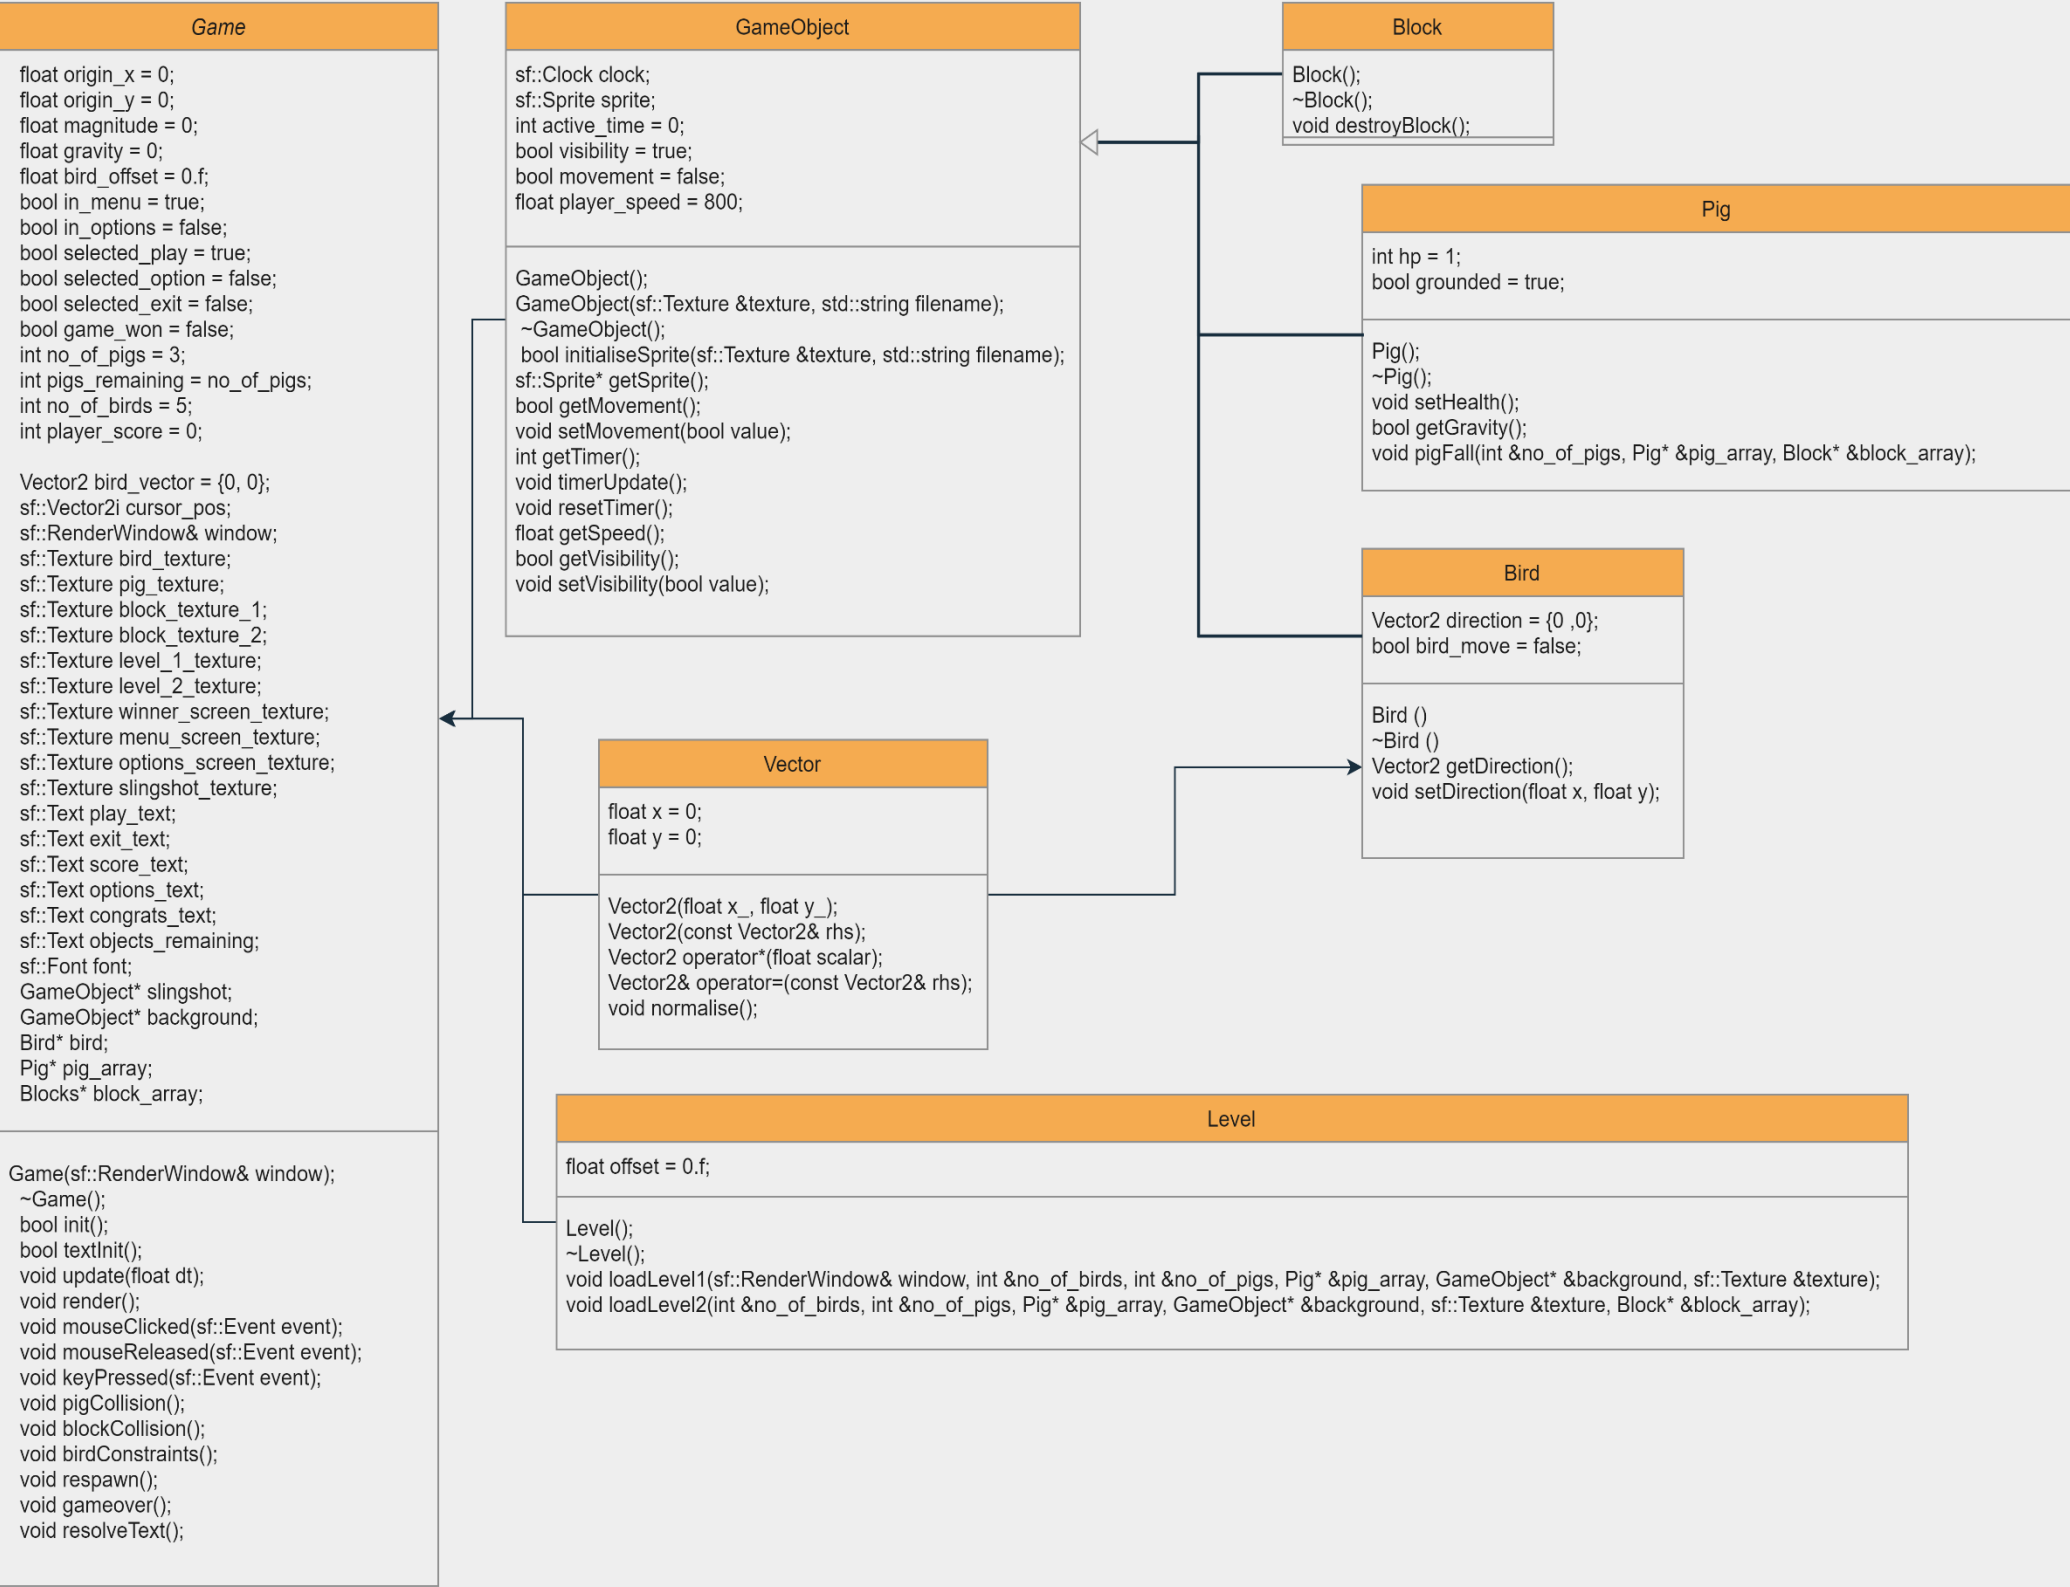 Game
float origin_x = 0;
float origin_y = 0;
float magnitude = 0;
float gravity = 0;
float bird_offset = 0.f;
bool in_menu = true;
bool in_options = false;
bool selected_play = true;
bool selected_option = false;
bool selected_exit = false;
bool game_won = false;
int no_of_pigs = 3;
int pigs_remaining = no_of_pigs;
int no_of_birds = 5;
int player_score = 0;
Vector2 bird_vector = {0, 0};
sf::Vector2i cursor_pos;
sf::RenderWindow& window;
sf::Texture bird_texture;
sf::Texture pig_texture;
sf::Texture block_texture_1;
sf::Texture block_texture_2;
sf::Texture level_1_texture;
sf::Texture level_2_texture;
sf::Texture winner_screen_texture;
sf::Texture menu_screen_texture;
sf::Texture options_screen_texture;
sf::Texture slingshot_texture;
sf::Text play_text;
sf::Text exit_text;
sf::Text score_text;
sf::Text options_text;
sf::Text congrats_text;
sf::Text objects_remaining;
sf::Font font;
GameObject* slingshot;
GameObject* background;
Bird* bird;
Pig* pig_array;
Blocks* block_array;
Game(sf::RenderWindow& window);
~Game();
bool init();
bool textInit();
void update(float dt);
void render();
void mouseClicked(sf::Event event);
void mouseReleased(sf::Event event);
void keyPressed(sf::Event event);
void pigCollision();
void blockCollision();
void birdConstraints();
void respawn();
void gameover();
void resolveText();
GameObject
sf::Clock clock;
sf::Sprite sprite;
int active_time = 0;
bool visibility = true;
bool movement = false;
float player_speed = 800;
GameObject();
GameObject(sf::Texture &texture, std::string filename);
~GameObject();
bool initialiseSprite(sf::Texture &texture, std::string filename);
sf::Sprite* getSprite();
bool getMovement();
void setMovement(bool value);
int getTimer();
void timerUpdate();
void resetTimer();
float getSpeed();
bool getVisibility();
void setVisibility(bool value);
Block
Block();
~Block();
void destroyBlock();
Pig
int hp = 1;
bool grounded = true;
Pig();
~Pig();
void setHealth();
bool getGravity();
void pigFall(int &no_of_pigs, Pig* &pig_array, Block* &block_array);
Bird
Vector2 direction = {0 ,0};
bool bird_move = false;
Bird ()
~Bird ()
Vector2 getDirection();
void setDirection(float x, float y);
Vector
float x = 0;
float y = 0;
Vector2(float x_, float y_);
Vector2(const Vector2& rhs);
Vector2 operator*(float scalar);
Vector2& operator=(const Vector2& rhs);
void normalise();
Level
float offset = 0.f;
Level();
~Level();
void loadLevel1(sf::RenderWindow& window, int &no_of_birds, int &no_of_pigs, Pig* &pig_array, GameObject* &background, sf::Texture &texture);
void loadLevel2(int &no_of_birds, int &no_of_pigs, Pig* &pig_array, GameObject* &background, sf::Texture &texture, Block* &block_array);